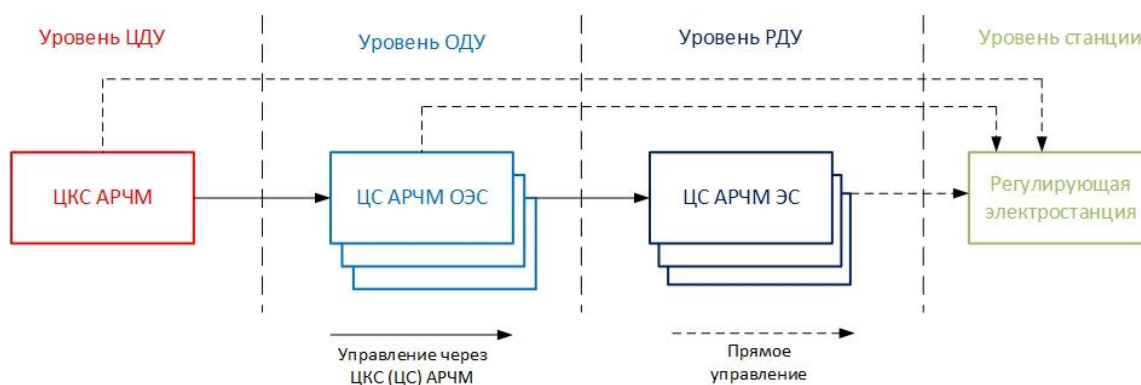 Уровень ЦДУ
Уровень ОДУ
Уровень РДУ
Уровень станции
ЦКС АРЧМ
ЦС АРЧМ ОЭС
ЦС АРЧМ ЭС
Регулирующая
электростанция
Управление через
ЦКС (ЦС) АРЧМ
Прямое
управление